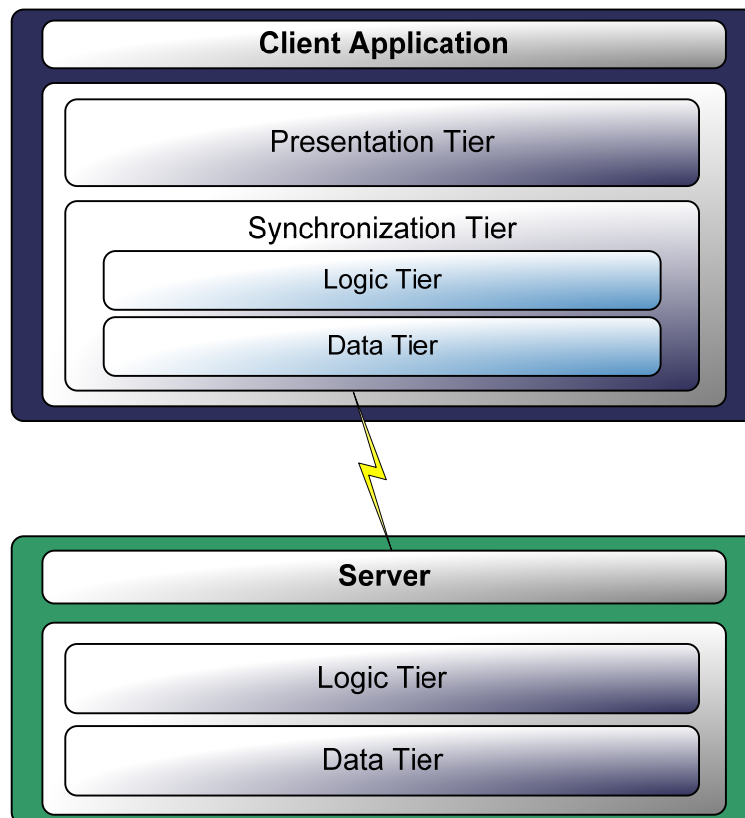 Client Application
Presentation Tier
Synchronization Tier
Logic Tier
Data Tier
Server
Logic Tier
Data Tier